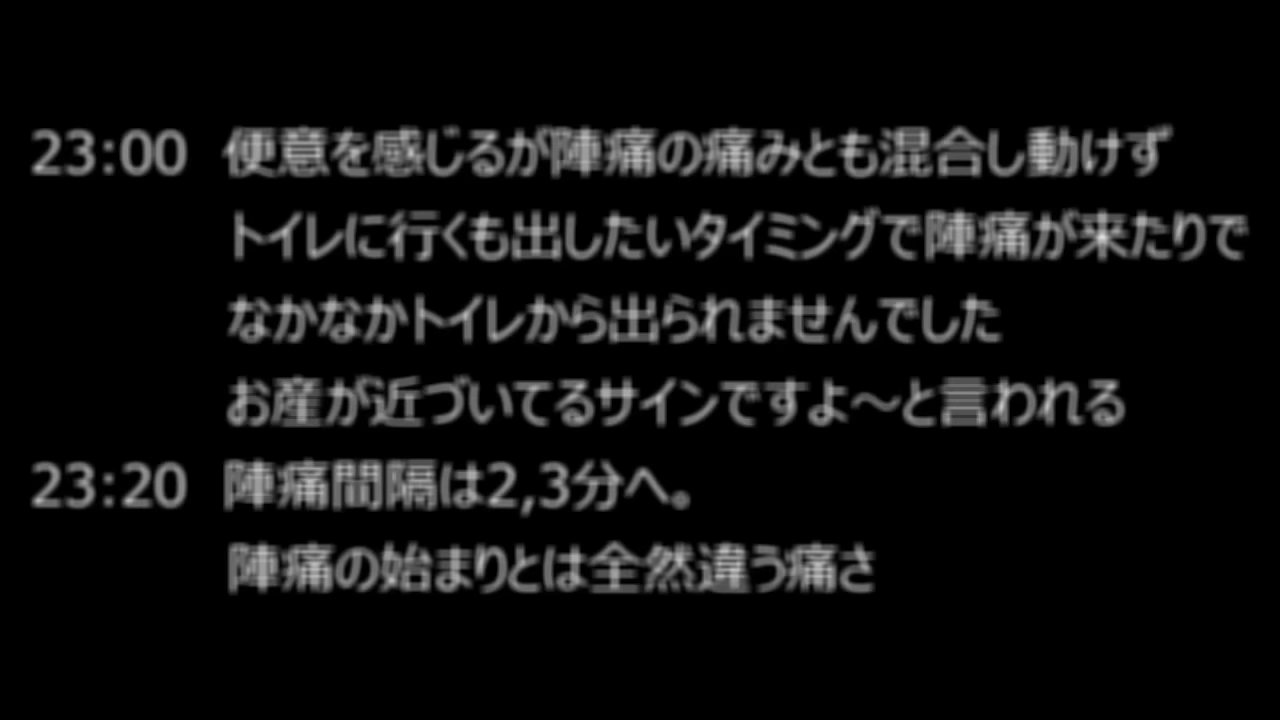 23:00 便意を感じるが陣痛の痛みとも混合し動けず
トイレに行くも出したいタイミングで陣痛が来たりで
なかなかトイレから出られませんでした
お産が近づいてるサインですよ～と言われる
23:20 陣痛間隔は2,3分へ。
陣痛の始まりとは全然違う痛さ